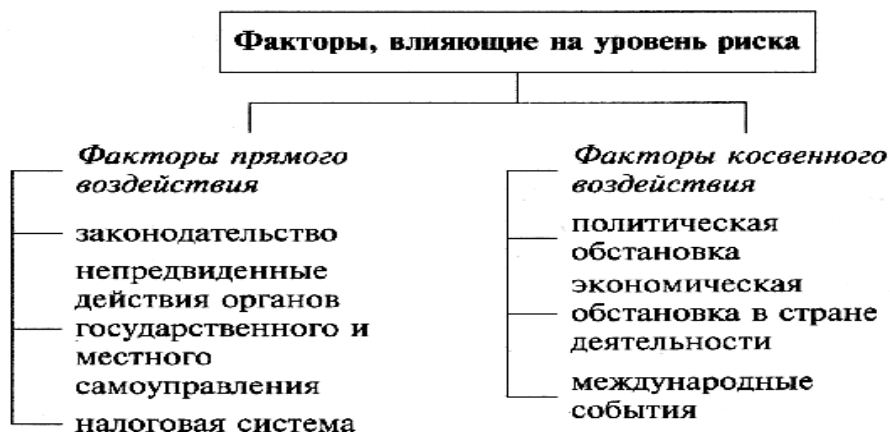 Факторы, влияющие на уровень риска
Факторы прямого
воздействия
законодательство
непредвиденные
действия органов
государственного и
местного
самоуправления
налоговая система
Факторы косвенного
воздействия
политическая
обстановка
экономическая
обстановка в стране
деятельности
международные
события